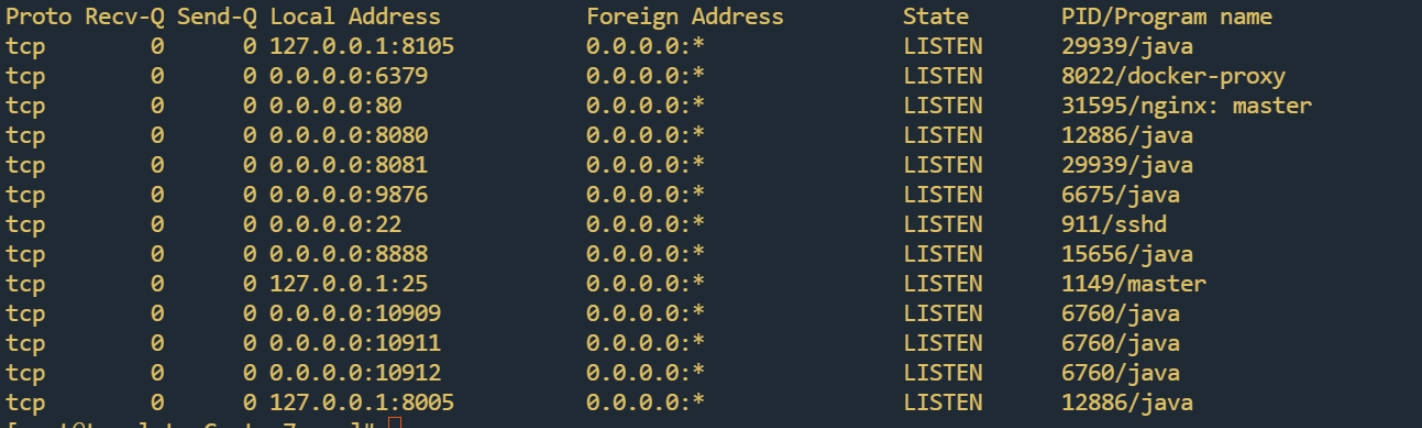 Proto Recv-Q Send-Q Local Address Foreign Address State PID/Program name
tcp 0 0 127.0.0.1:8105 0.0.0.0:* LISTEN 29939/java
tcp 0 0 0.0.0.0:6379 0.0.0.0:* LISTEN 8022/docker-proxy
tcp 0 0 0.0.0.0:80 0.0.0.0:* LISTEN 31595/nginx: master
tcp 0 0 0.0.0.0:8080 0.0.0.0:* LISTEN 12886/java
tcp 0 0 0.0.0.0:8081 0.0.0.0:* LISTEN 29939/java
tcp 0 0 0.0.0.0:9876 0.0.0.0:* LISTEN 6675/java
tcp 0 0 0.0.0.0:22 0.0.0.0:* LISTEN 911/sshd
tcp 0 0 0.0.0.0:8888 0.0.0.0:* LISTEN 15656/java
tcp 0 0 127.0.0.1:25 0.0.0.0:* LISTEN 1149/master
tcp 0 0 0.0.0.0:10909 0.0.0.0:* LISTEN 6760/java
tcp 0 0 0.0.0.0:10911 0.0.0.0:* LISTEN 6760/java
tcp 0 0 0.0.0.0:10912 0.0.0.0:* LISTEN 6760/java
tcp 0 0 127.0.0.1:8005 0.0.0.0:* LISTEN 12886/java